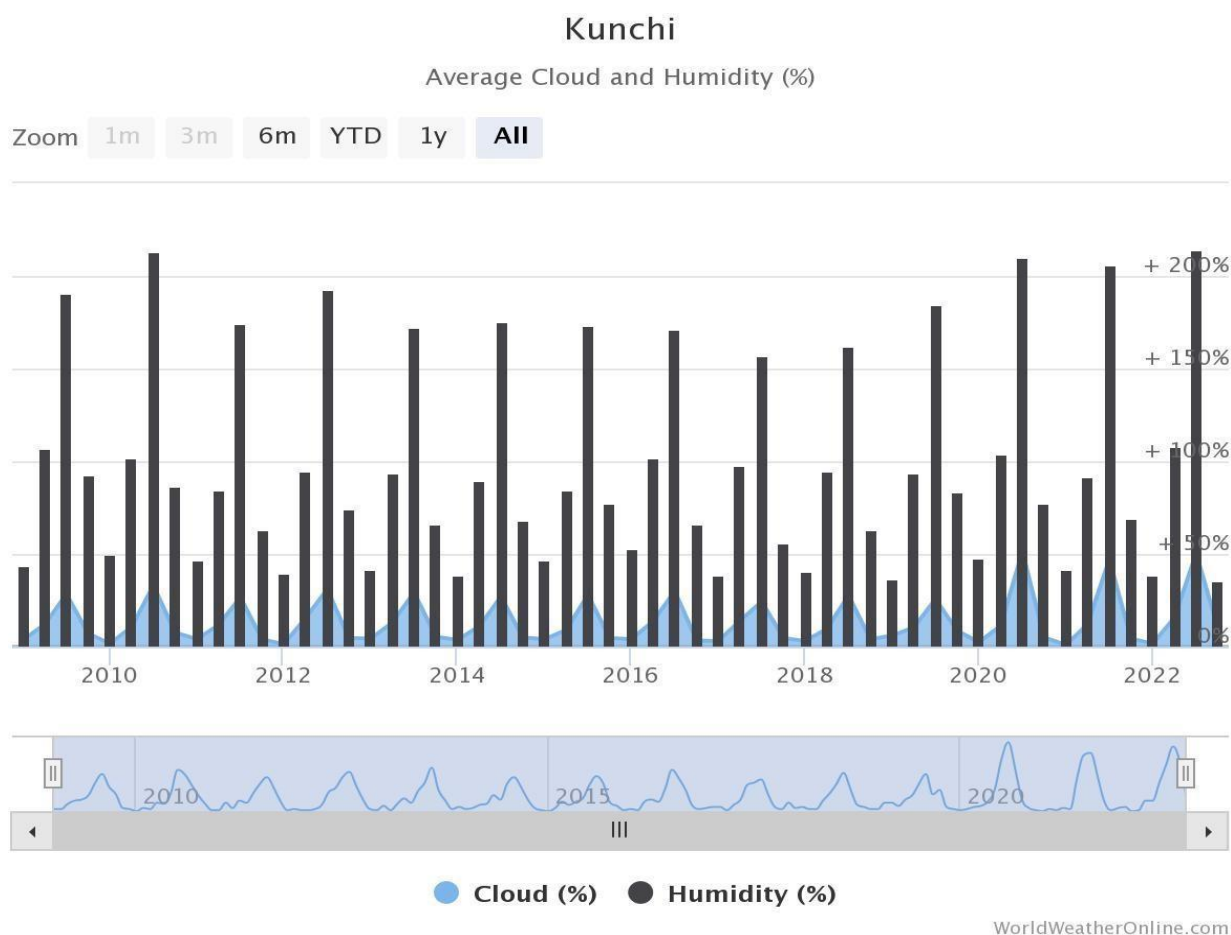 Kunchi
Average Cloud and Humidity (%)
Zoom 1m 3m 6m YTD 1y All
+ 200%
+ 150%
+ 100%
+ 50%
0%
2010 2012 2014 2016 2018 2020 2022
2010 2015 2020
Cloud (%) Humidity (%)
WorldWeatherOnline.com